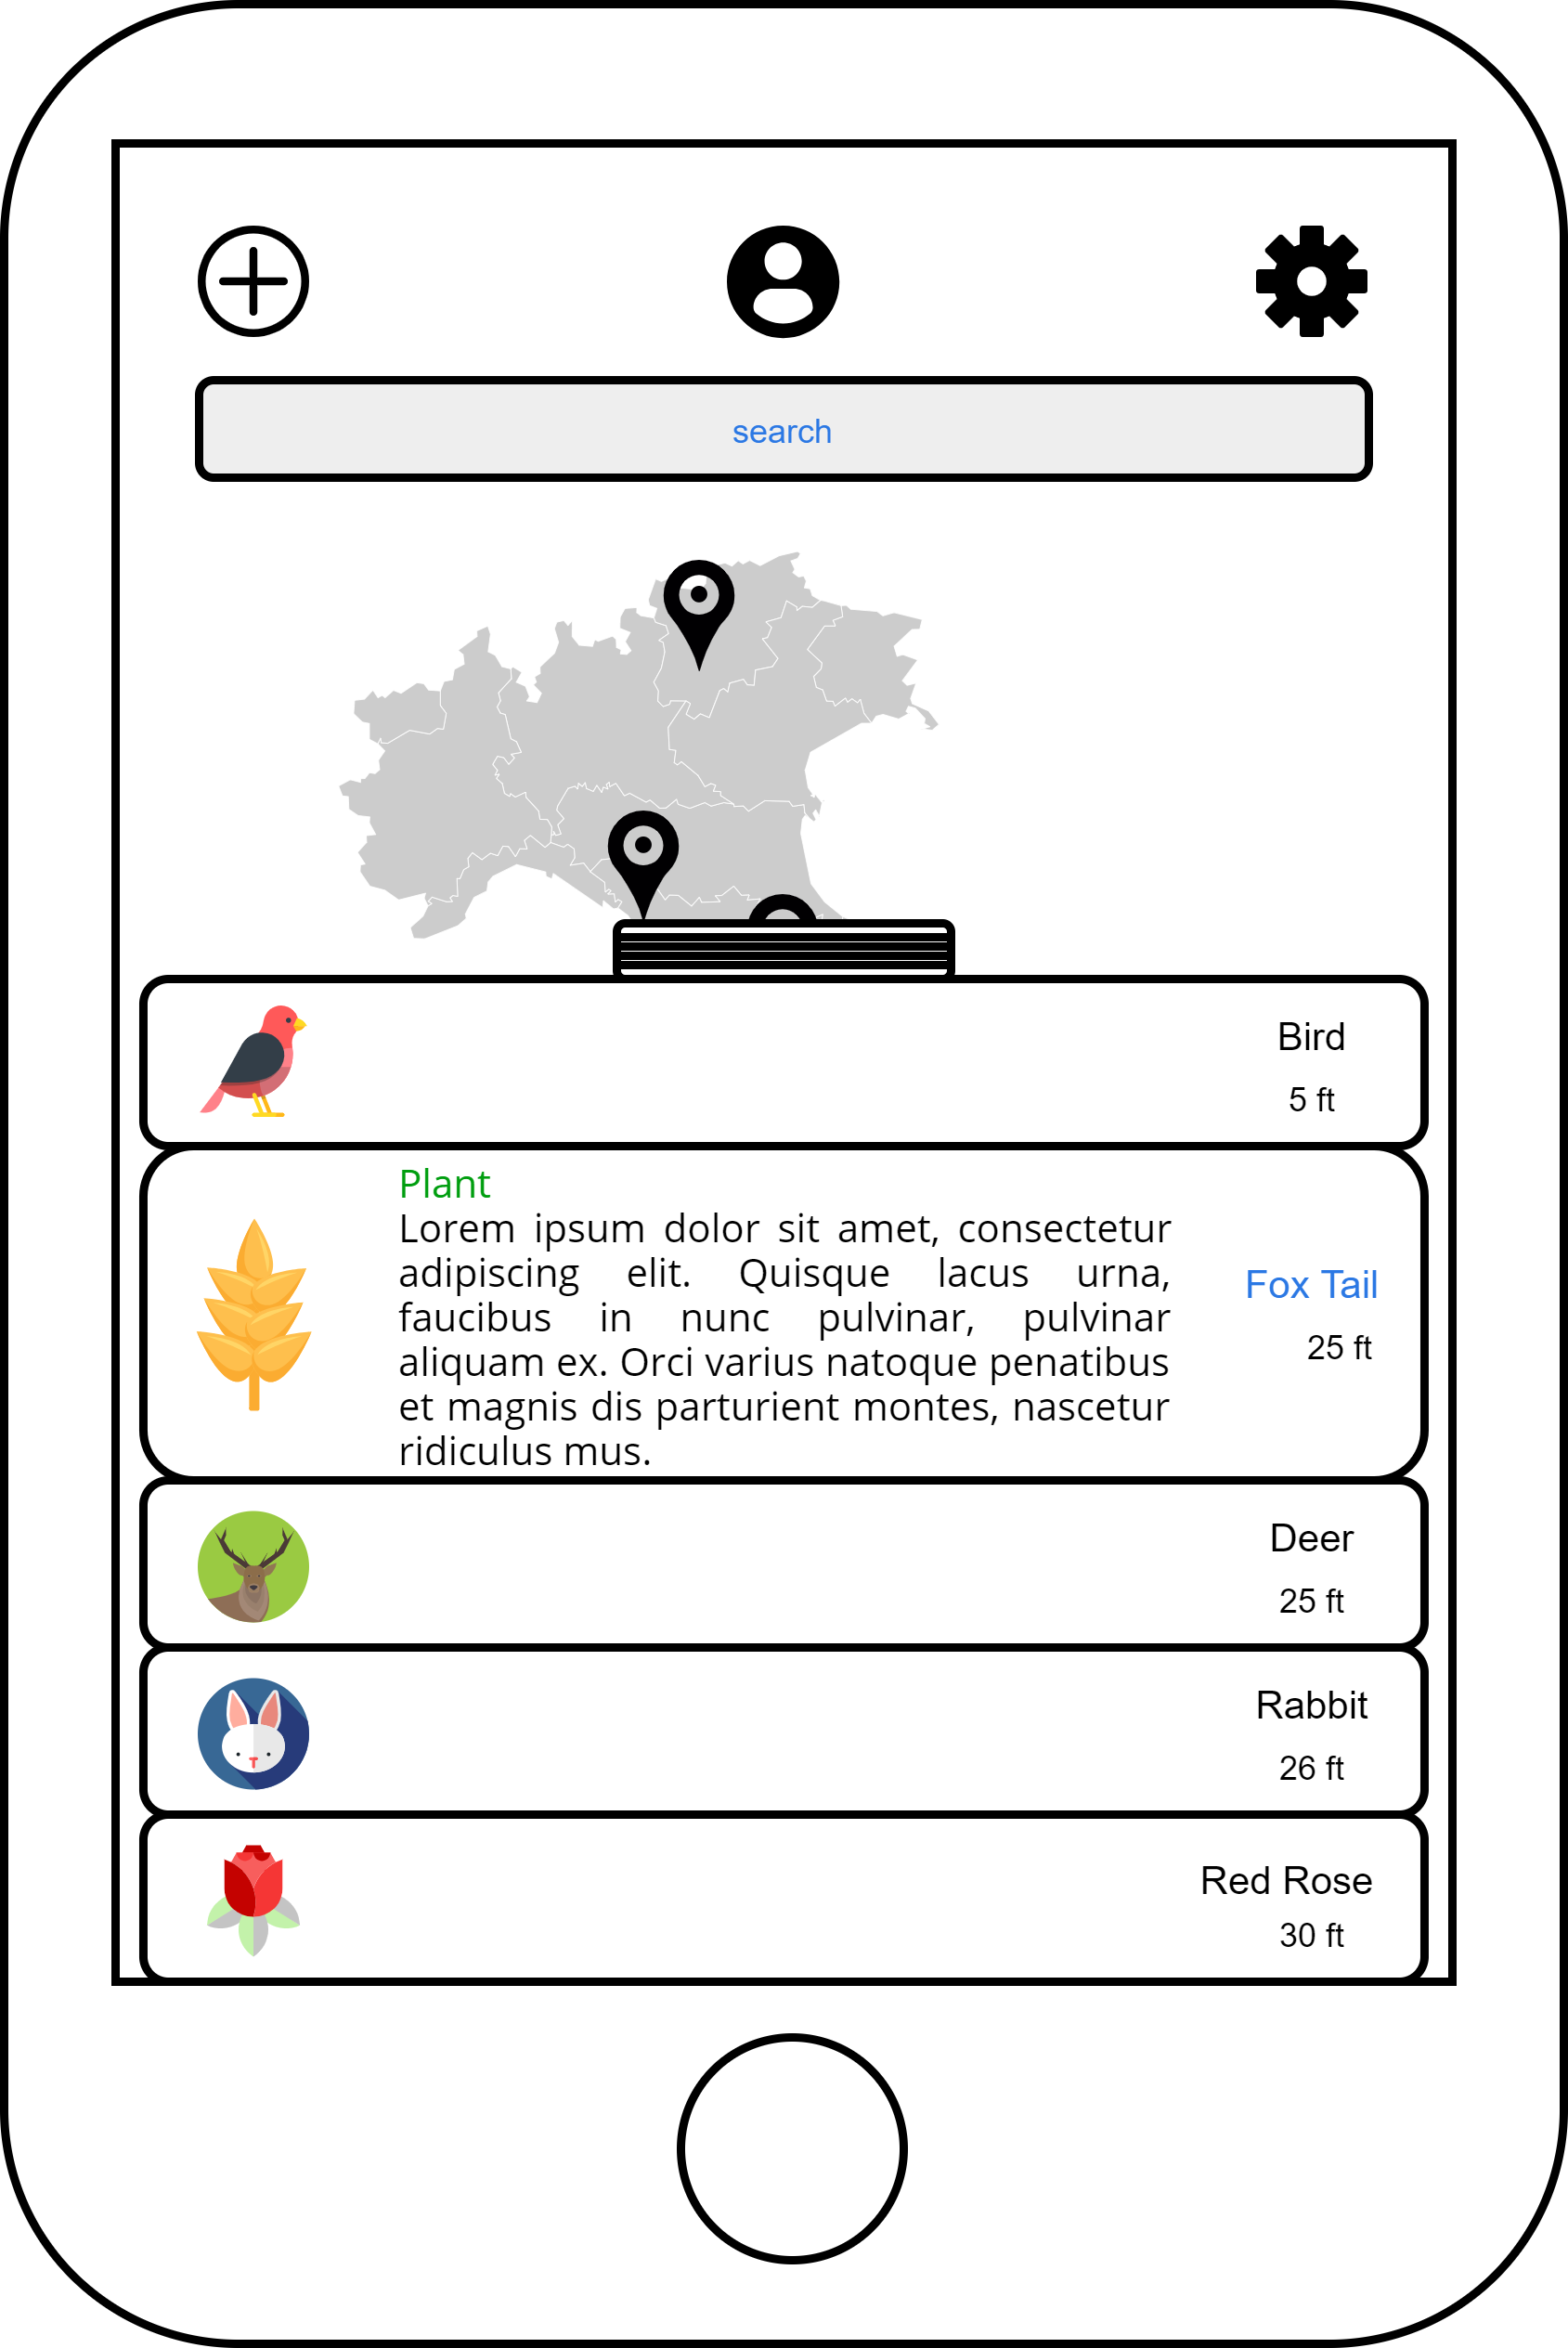 search
Bird
5 ft
Plant
Lorem ipsum dolor sit amet, consectetur
adipiscing elit. Quisque lacus urna,
faucibus in nunc pulvinar, pulvinar
aliquam ex. Orci varius natoque penatibus
et magnis dis parturient montes, nascetur
ridiculus mus.
Fox Tail
25 ft
Deer
25 ft
Rabbit
26 ft
Red Rose
30 ft